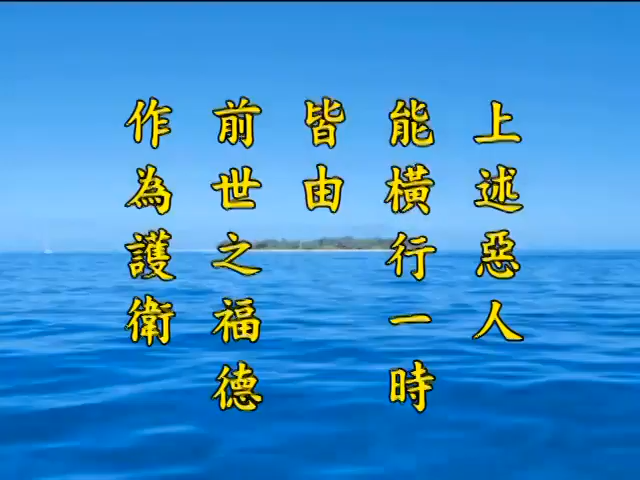 上述惡人
能橫行一時
皆由
前世之福德
作為護衛